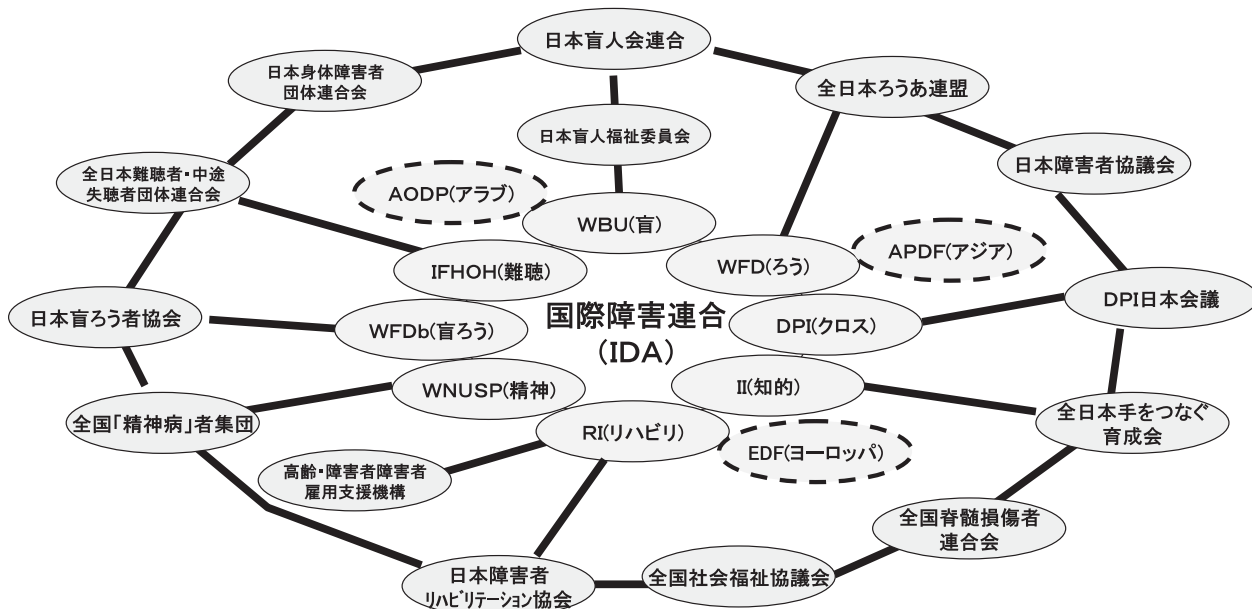 日本盲人会連合
日本身体障害者
団体連合会
全日本ろうあ連盟
日本盲人福祉委員会
日本障害者協議会
全日本難聴者・中途
失聴者団体連合会
AODP(アラブ)
WBU(盲)
APDF(アジア)
IFHOH(難聴)
WFD(ろう)
DPI日本会議
日本盲ろう者協会
WFDb(盲ろう)
国際障害連合
(IDA)
DPI(クロス)
WNUSP(精神)
II(知的)
全国「精神病」者集団
全日本手をつなぐ
育成会
RI(リハビリ)
EDF(ヨーロッパ)
高齢・障害者障害者
雇用支援機構
全国脊髄損傷者
連合会
日本障害者
リハビリテーション協会
全国社会福祉協議会